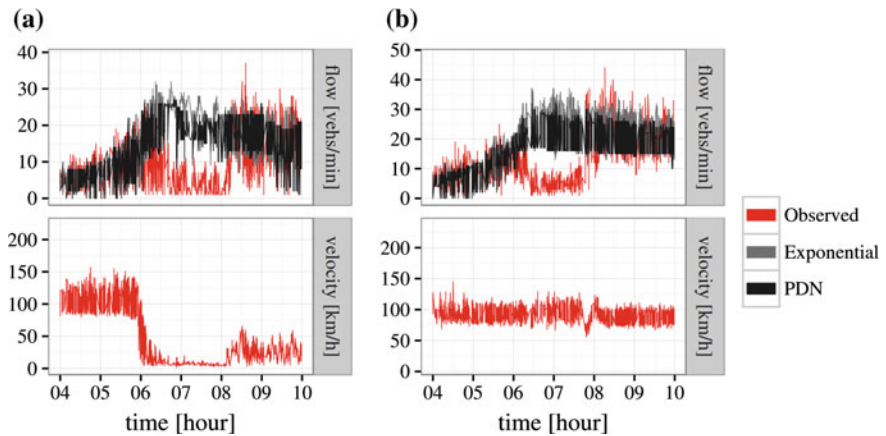 (a)
40
30
20
10
0
flow [vehs/min]
200
150
100
50
0
velocity [km/h]
04 05 06 07 08 09 10
time [hour]
(b)
50
40
30
20
10
0
flow [vehs/min]
200
150
100
50
0
velocity [km/h]
04 05 06 07 08 09 10
time [hour]
Observed
Exponential
PDN